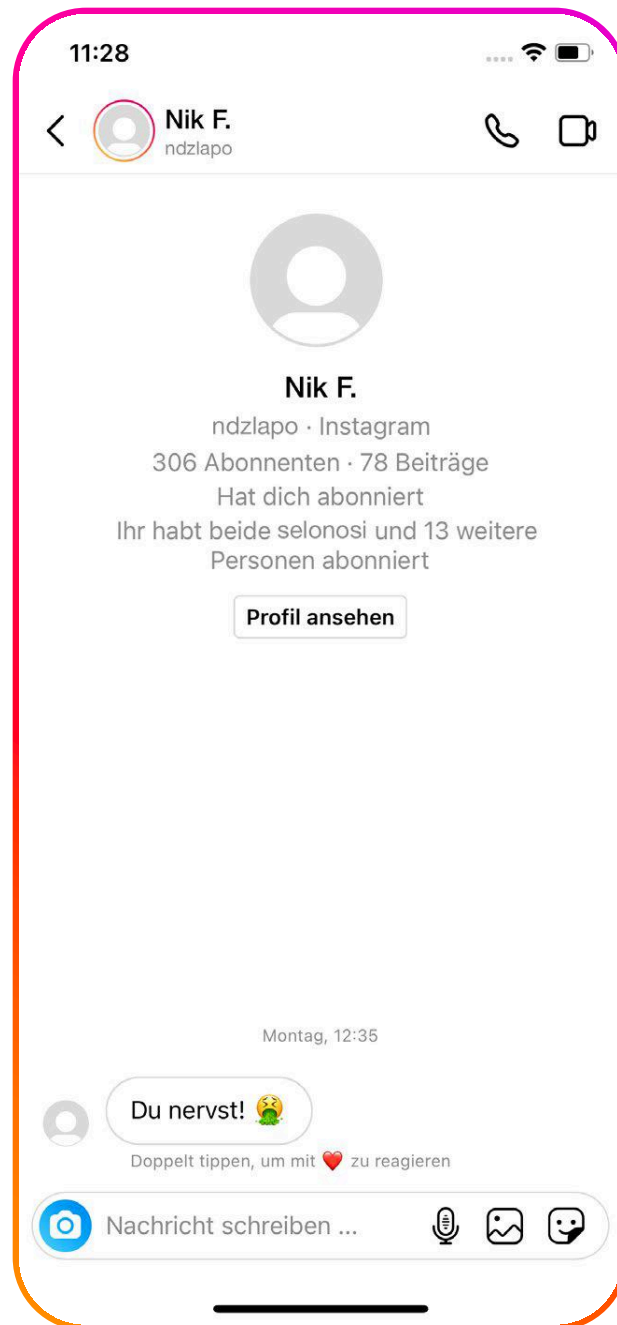 11:28
Nik F.
ndzlapo
Nik F.
ndzlapo · Instagram
306 Abonnenten · 78 Beiträge
Hat dich abonniert
Ihr habt beide selonosi und 13 weitere
Personen abonniert
Profil ansehen
Montag, 12:35
Du nervst! 🤮
Doppelt tippen, um mit ❤️ zu reagieren
Nachricht schreiben ...